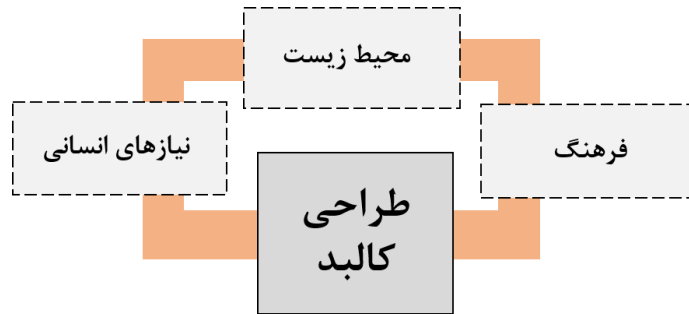 محیط زیست
فرهنگ
نیازهای انسانی
طراحی
کالبد